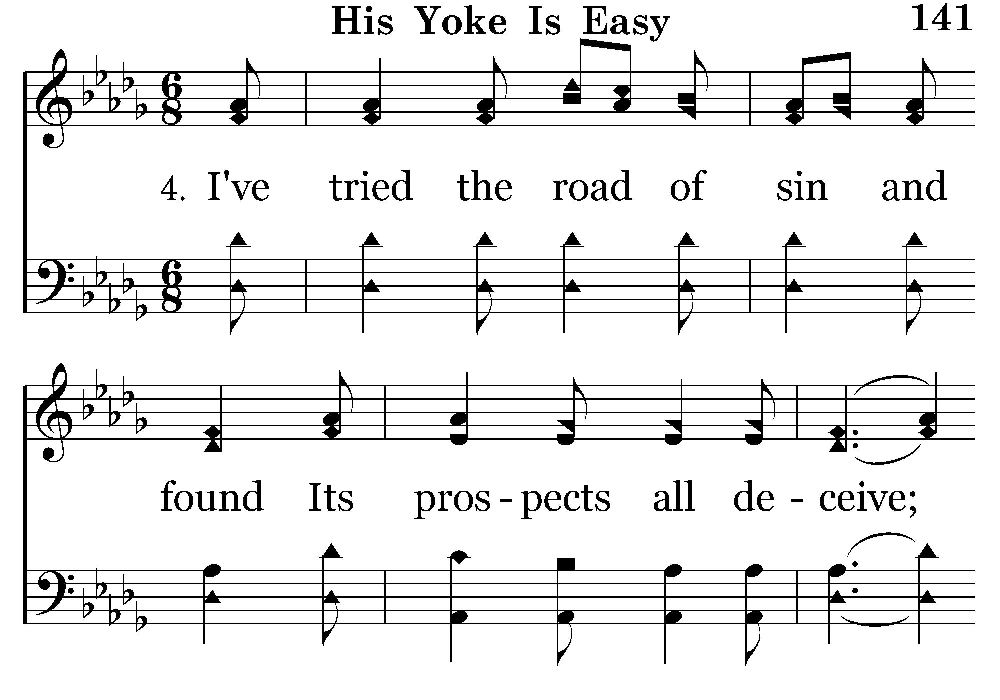 His Yoke Is Easy 141
4. I've tried the road of sin and
found Its pros - pects all de - ceive;